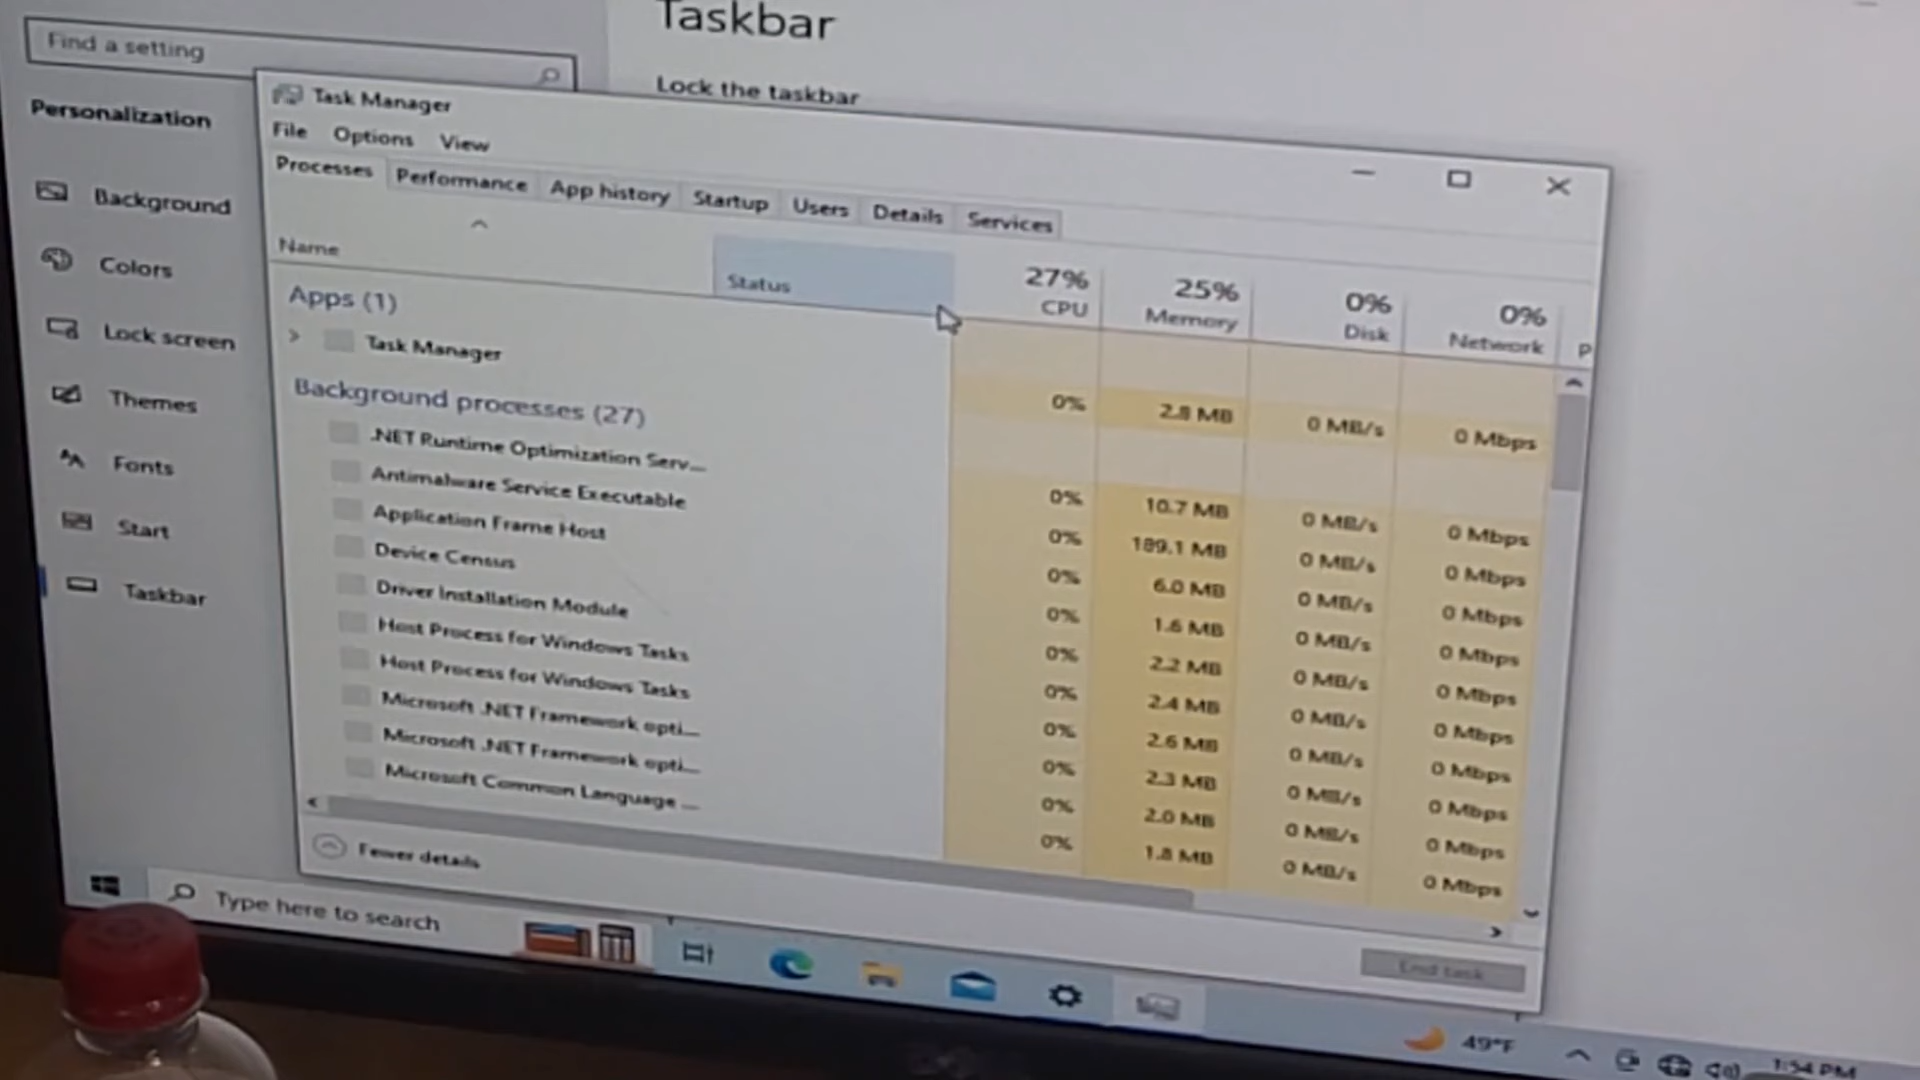 Taskbar
Find a setting
Lock the taskbar
Personalization
Background
Colors
Lock screen
Themes
Fonts
Start
Taskbar
Task Manager
File Options View
Processes Performance App history Startup Users Details Services
Name Status 27% CPU 25% Memory 0% Disk 0% Network P
Apps (1)
Task Manager 0% 2.8 MB 0 MB/s 0 Mbps
Background processes (27)
.NET Runtime Optimization Serv... 0% 10.7 MB 0 MB/s 0 Mbps
Antimalware Service Executable 0% 189.1 MB 0 MB/s 0 Mbps
Application Frame Host 0% 6.0 MB 0 MB/s 0 Mbps
Device Census 0% 1.6 MB 0 MB/s 0 Mbps
Driver Installation Module 0% 2.2 MB 0 MB/s 0 Mbps
Host Process for Windows Tasks 0% 2.4 MB 0 MB/s 0 Mbps
Host Process for Windows Tasks 0% 2.6 MB 0 MB/s 0 Mbps
Microsoft .NET Framework opti... 0% 2.3 MB 0 MB/s 0 Mbps
Microsoft .NET Framework opti... 0% 2.0 MB 0 MB/s 0 Mbps
Microsoft Common Language ... 0% 1.8 MB 0 MB/s 0 Mbps
Fewer details
End task
Type here to search
49°F
1:54 PM